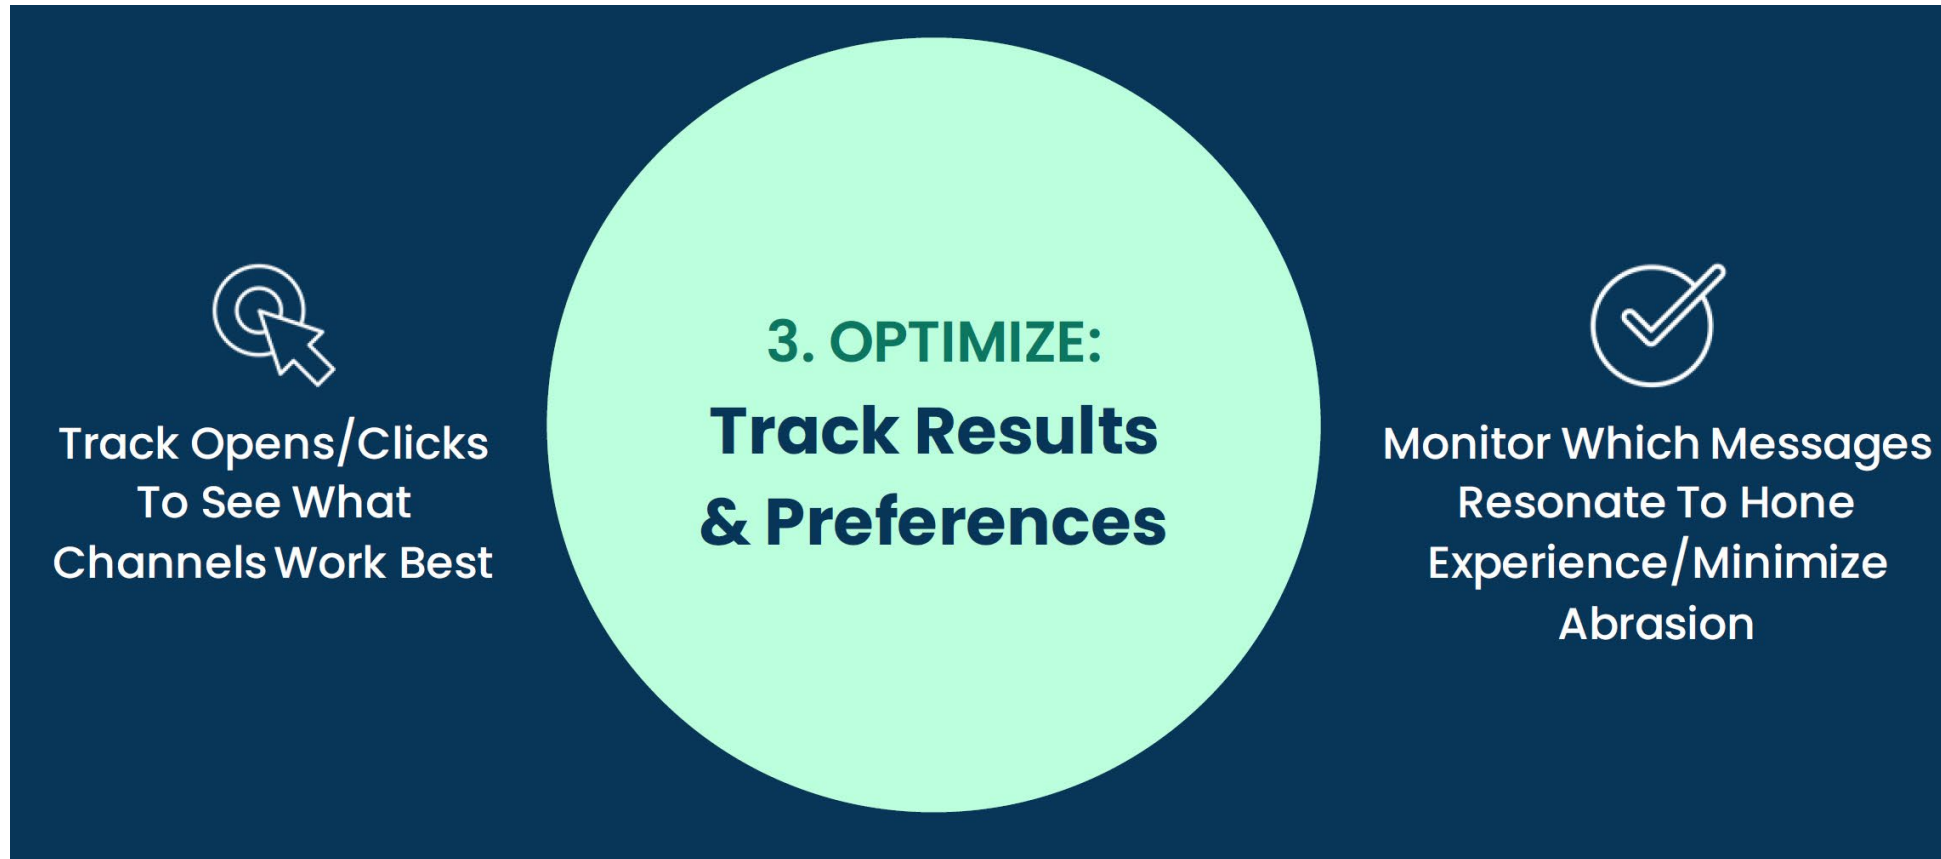 Track Opens/Clicks
To See What
Channels Work Best
3. OPTIMIZE:
Track Results
& Preferences
Monitor Which Messages
Resonate To Hone
Experience/Minimize
Abrasion